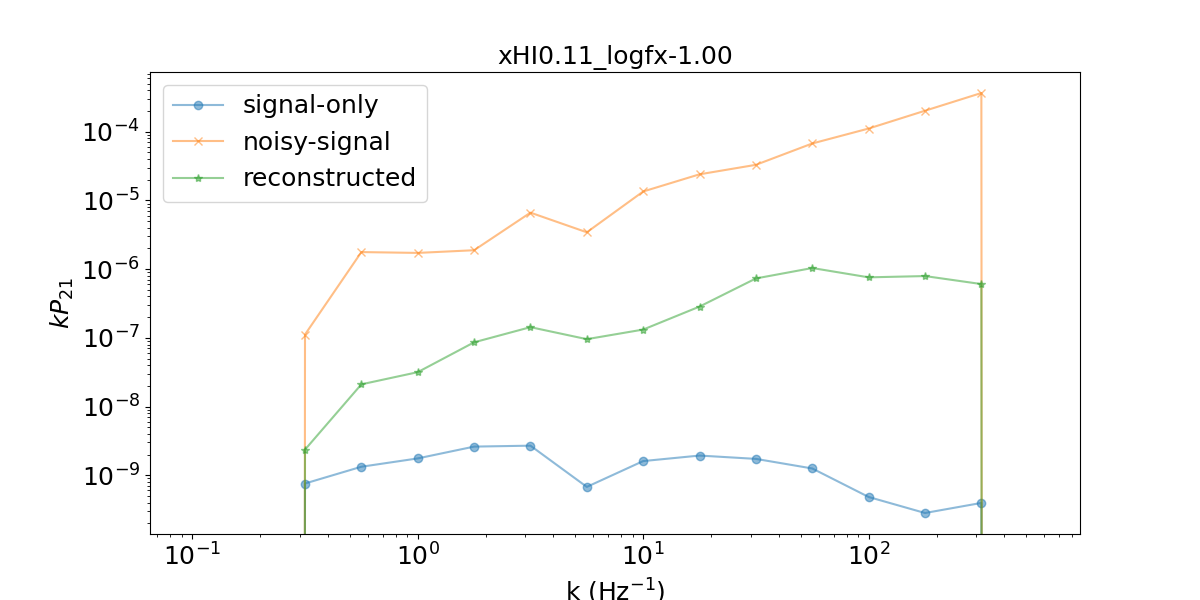 xHI0.11_logfx-1.00
signal-only
noisy-signal
reconstructed
10⁻⁴
10⁻⁵
10⁻⁶
10⁻⁷
10⁻⁸
10⁻⁹
kP₂₁
10⁻¹ 10⁰ 10¹ 10²
k (Hz⁻¹)